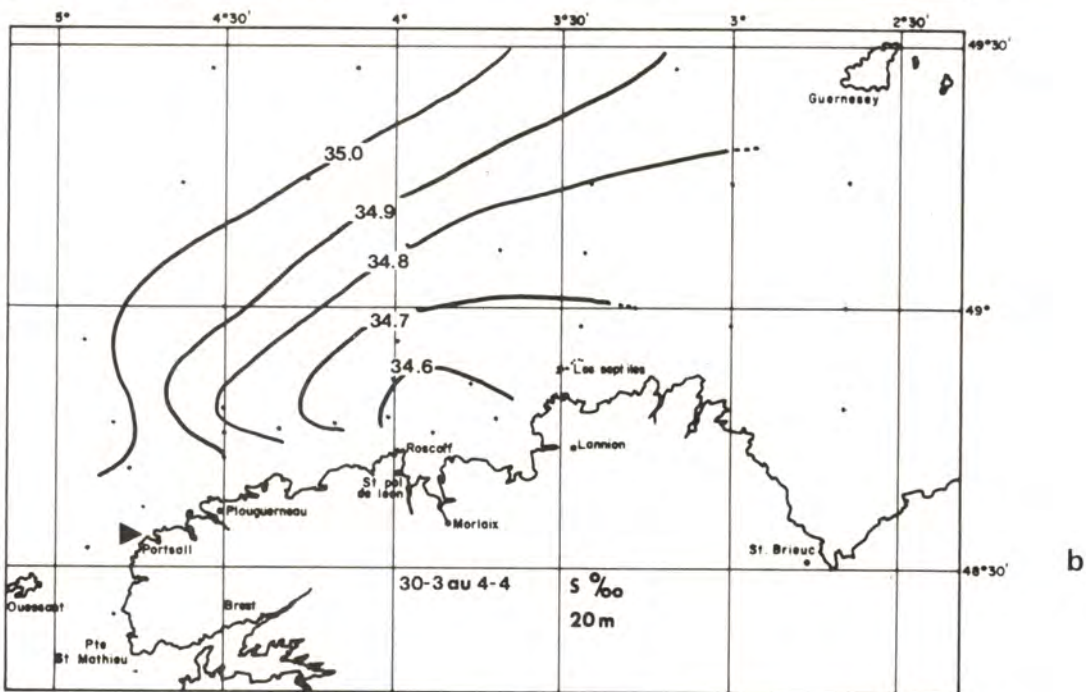 5° 4°30' 4° 3°30' 3° 2°30'
49°30'
Guernesey
35.0
34.9
34.8
49°
34.7
34.6
Les sept iles
Roscoff
Lannion
St. pol
de leon
Plouguerneau
Morlaix
Portsall
St. Brieuc
b
48°30'
30-3 au 4-4 S ‰
Ouessant
Brest
20 m
Pte
St Mathieu